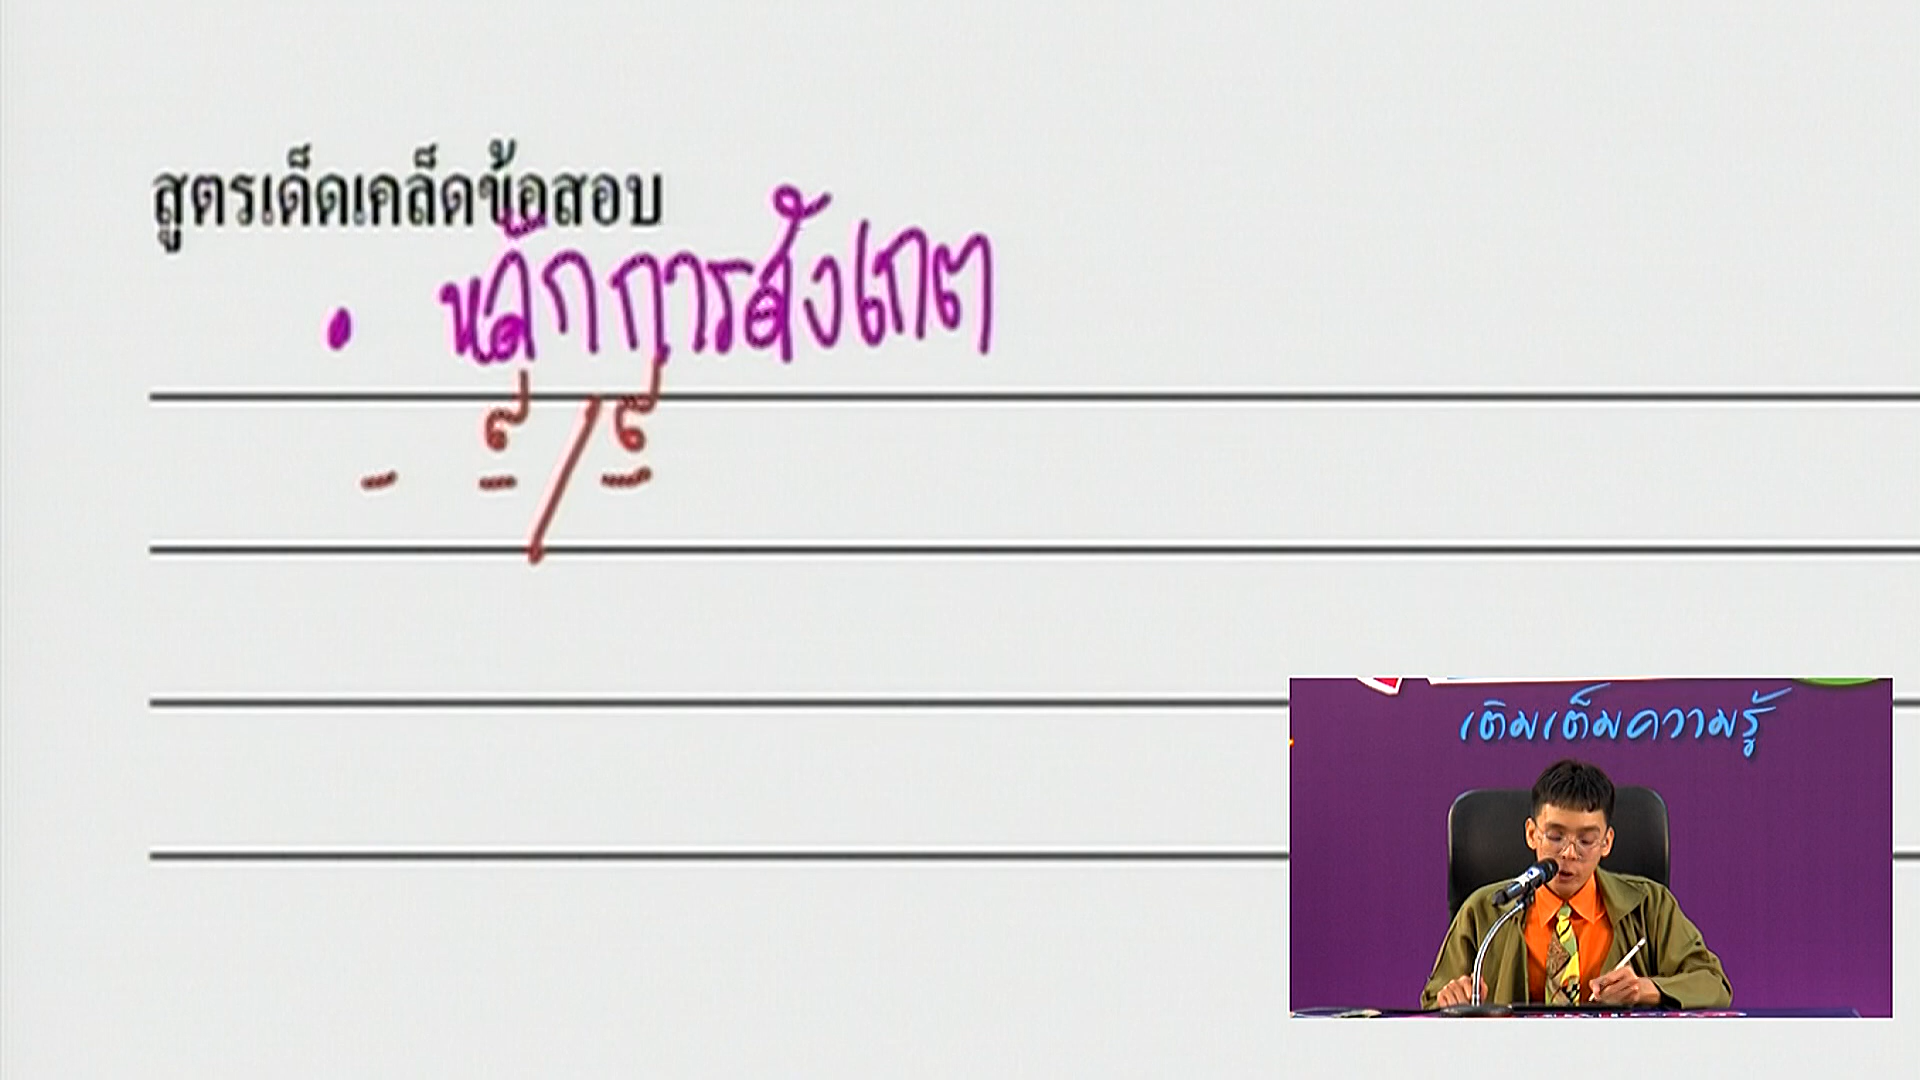 สูตรเด็ดเคล็ดข้อสอบ
• หลักการสังเกต
เติมเต็มความรู้